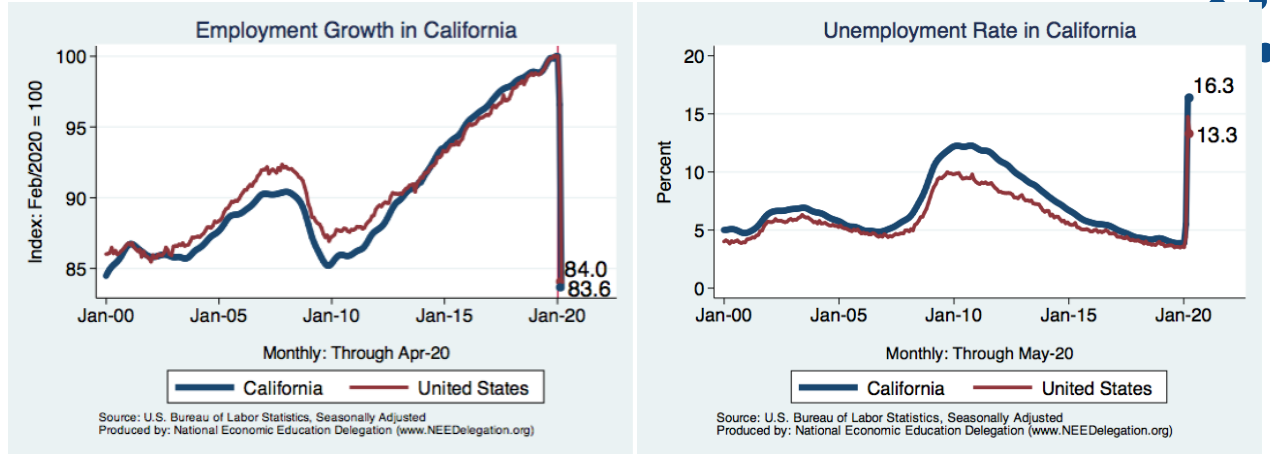 Employment Growth in California
Index: Feb/2020 = 100
100
95
90
85
84.0
83.6
Jan-00 Jan-05 Jan-10 Jan-15 Jan-20
Monthly: Through Apr-20
California United States
Source: U.S. Bureau of Labor Statistics, Seasonally Adjusted
Produced by: National Economic Education Delegation (www.NEEDelegation.org)
Unemployment Rate in California
Percent
20
15
10
5
0
16.3
13.3
Jan-00 Jan-05 Jan-10 Jan-15 Jan-20
Monthly: Through May-20
California United States
Source: U.S. Bureau of Labor Statistics, Seasonally Adjusted
Produced by: National Economic Education Delegation (www.NEEDelegation.org)